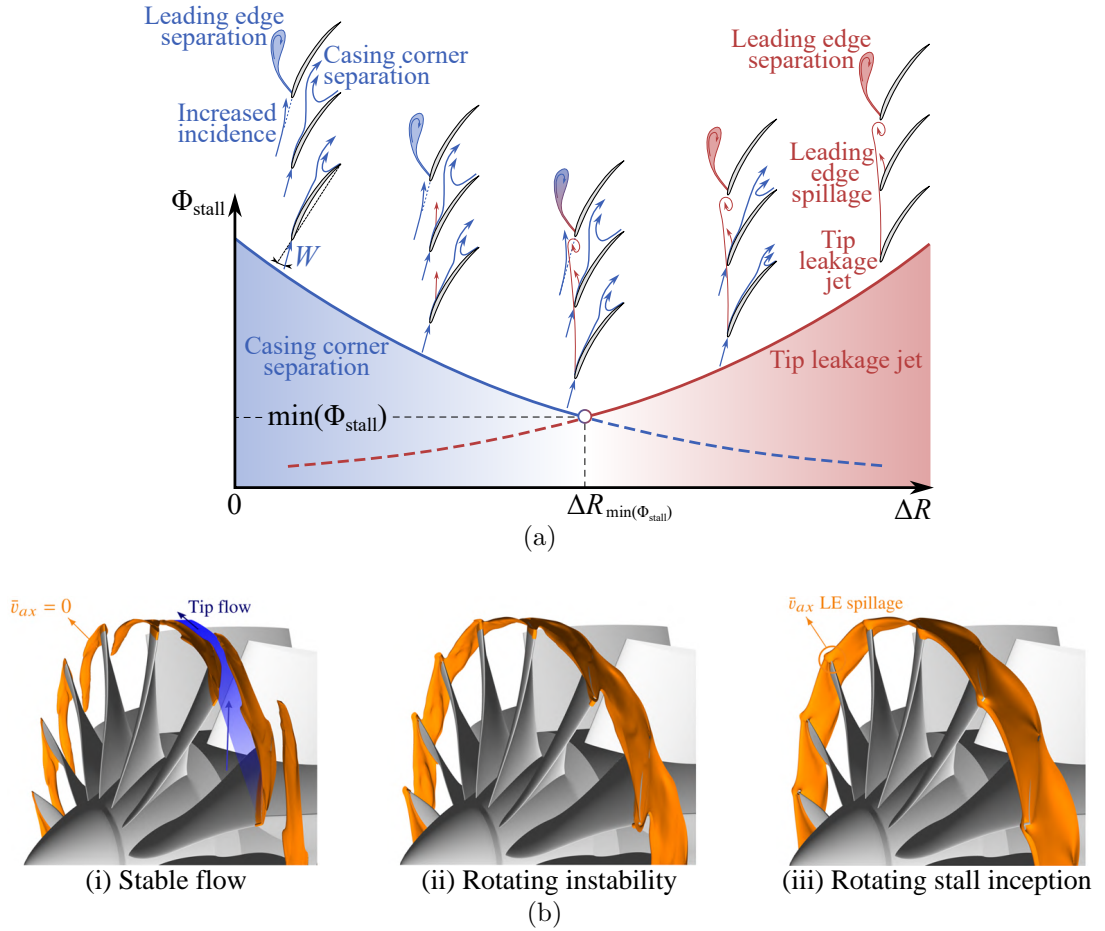 Leading edge
separation
Casing corner
separation
Increased
incidence
W
Leading edge
separation
Leading
edge
spillage
Tip
leakage
jet
Φstall
Casing corner
separation
Tip leakage jet
min(Φstall)
0
ΔR min(Φstall)
ΔR
(a)
v̄ax = 0
Tip flow
v̄ax LE spillage
(i) Stable flow
(ii) Rotating instability
(iii) Rotating stall inception
(b)